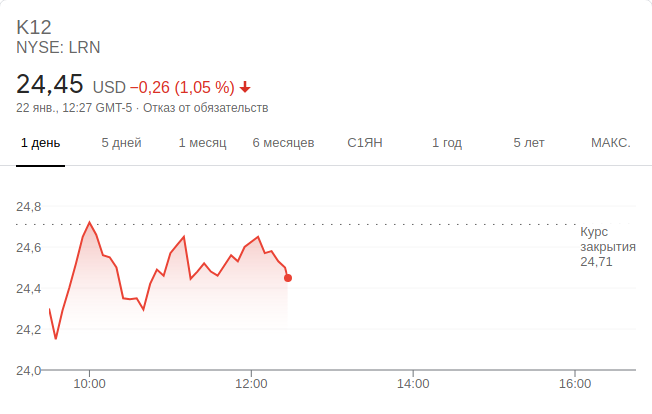 K12
NYSE: LRN
24,45 USD −0,26 (1,05 %)
22 янв., 12:27 GMT-5 · Отказ от обязательств
1 день 5 дней 1 месяц 6 месяцев С1ЯН 1 год 5 лет МАКС.
24,8
Курс
24,6 закрытия
24,71
24,4
24,2
24,0
10:00 12:00 14:00 16:00